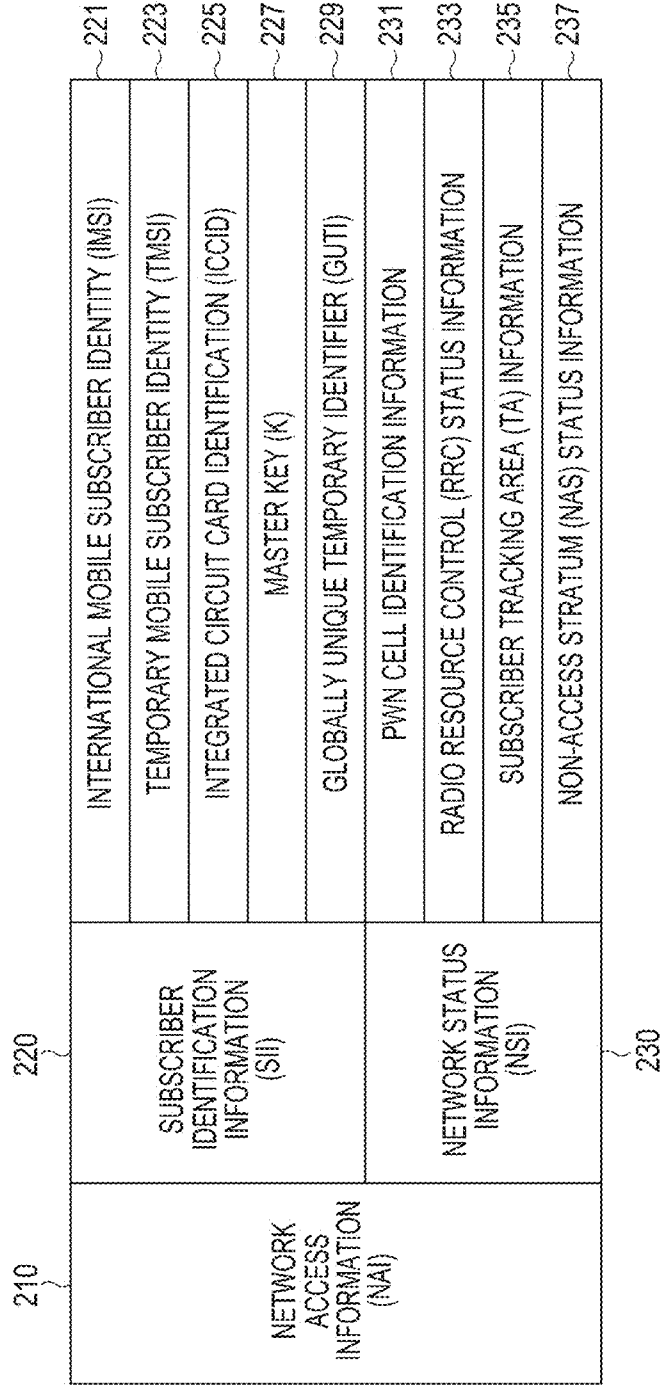 210
NETWORK
ACCESS
INFORMATION
(NAI)
220
SUBSCRIBER
IDENTIFICATION
INFORMATION
(SII)
INTERNATIONAL MOBILE SUBSCRIBER IDENTITY (IMSI)
221
TEMPORARY MOBILE SUBSCRIBER IDENTITY (TMSI)
223
INTEGRATED CIRCUIT CARD IDENTIFICATION (ICCID)
225
MASTER KEY (K)
227
GLOBALLY UNIQUE TEMPORARY IDENTIFIER (GUTI)
229
NETWORK STATUS
INFORMATION
(NSI)
230
PWN CELL IDENTIFICATION INFORMATION
231
RADIO RESOURCE CONTROL (RRC) STATUS INFORMATION
233
SUBSCRIBER TRACKING AREA (TA) INFORMATION
235
NON-ACCESS STRATUM (NAS) STATUS INFORMATION
237